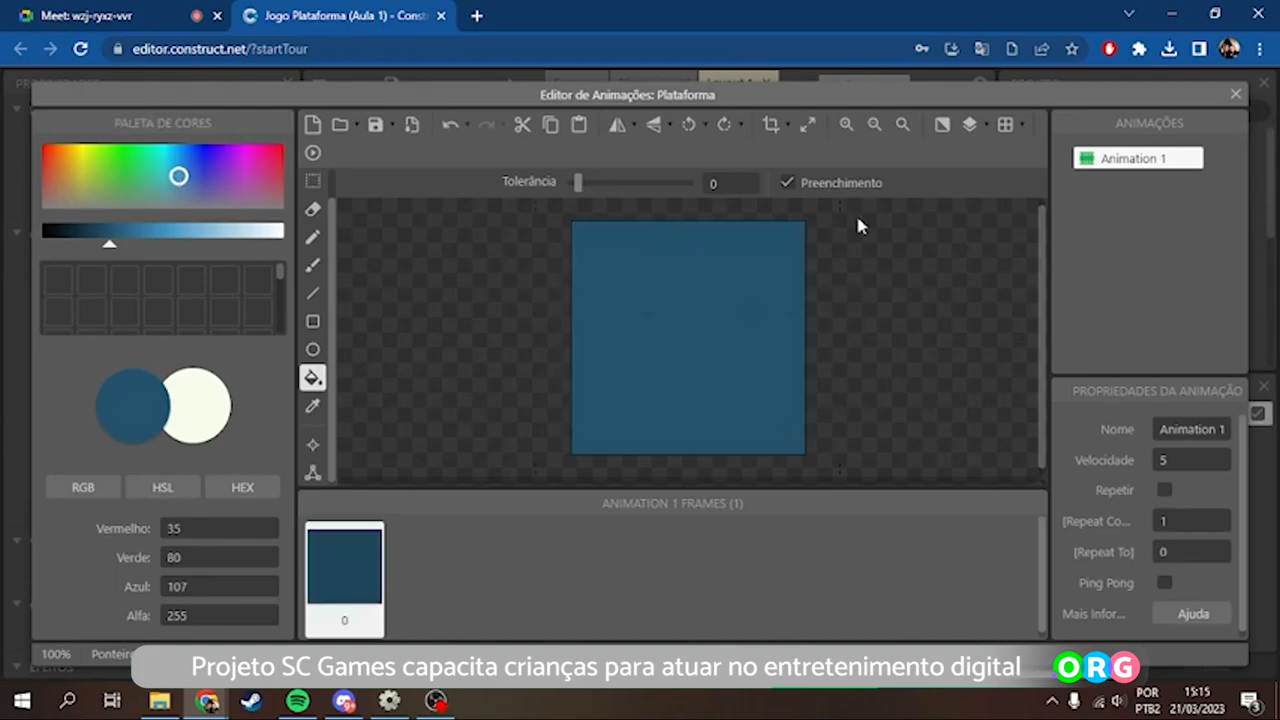 Meet: wzj-ryxz-vvr
Jogo Plataforma (Aula 1) - Const
editor.construct.net/?startTour
Editor de Animações: Plataforma
PALETA DE CORES
ANIMAÇÕES
Animation 1
Tolerância
0
Preenchimento
PROPRIEDADES DA ANIMAÇÃO
Nome
Animation 1
Velocidade
5
Repetir
[Repeat Co...
1
[Repeat To]
0
Ping Pong
Mais Infor...
Ajuda
RGB
HSL
HEX
Vermelho:
35
Verde:
80
Azul:
107
Alfa:
255
ANIMATION 1 FRAMES (1)
0
100%
Ponteiro
Projeto SC Games capacita crianças para atuar no entretenimento digital
ORG
POR
PTB2
15:15
21/03/2023
3